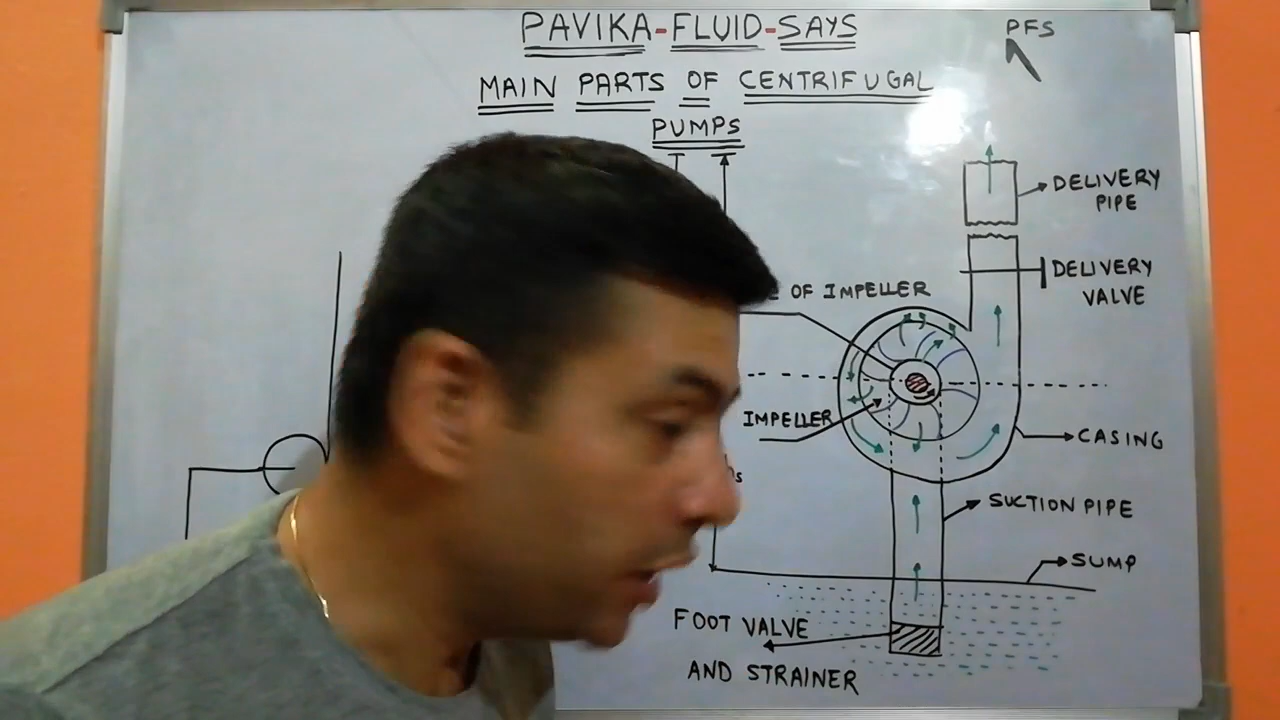 PAVIKA-FLUID-SAYS
PFS
MAIN PARTS OF CENTRIFUGAL
PUMPS
DELIVERY
PIPE
DELIVERY
VALVE
OF IMPELLER
IMPELLER
CASING
SUCTION PIPE
SUMP
FOOT VALVE
AND STRAINER